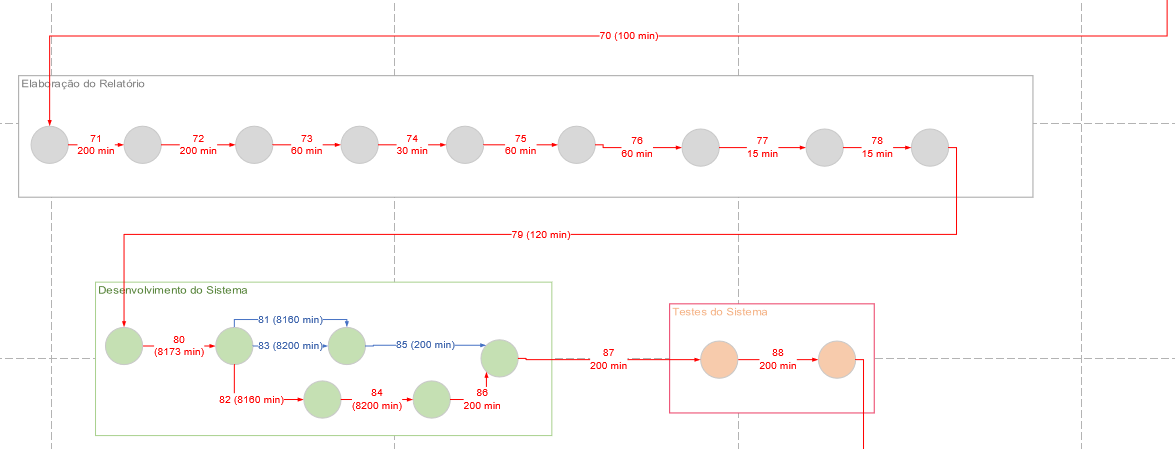 70 (100 min)
Elaboração do Relatório
71
200 min
72
200 min
73
60 min
74
30 min
75
60 min
76
60 min
77
15 min
78
15 min
79 (120 min)
Desenvolvimento do Sistema
80
(8173 min)
81 (8160 min)
83 (8200 min)
85 (200 min)
82 (8160 min)
84
(8200 min)
86
200 min
87
200 min
Testes do Sistema
88
200 min